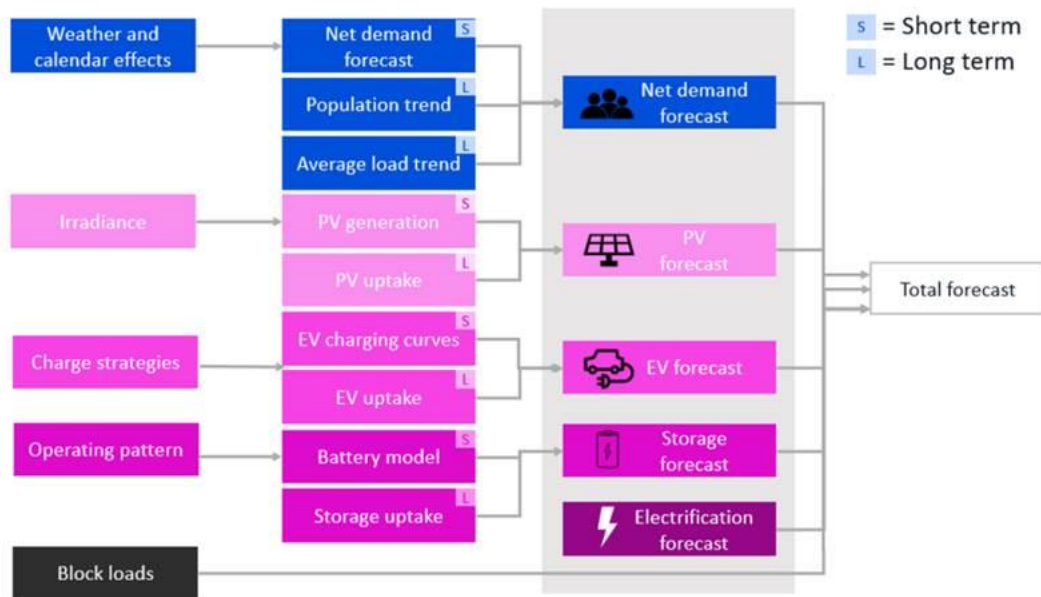 Weather and
calendar effects
Net demand
forecast
S
Population trend
L
Average load trend
L
Net demand
forecast
S = Short term
L = Long term
Irradiance
PV generation
S
PV uptake
L
PV
forecast
Total forecast
Charge strategies
EV charging curves
S
EV uptake
L
EV forecast
Operating pattern
Battery model
S
Storage uptake
L
Storage
forecast
Electrification
forecast
Block loads